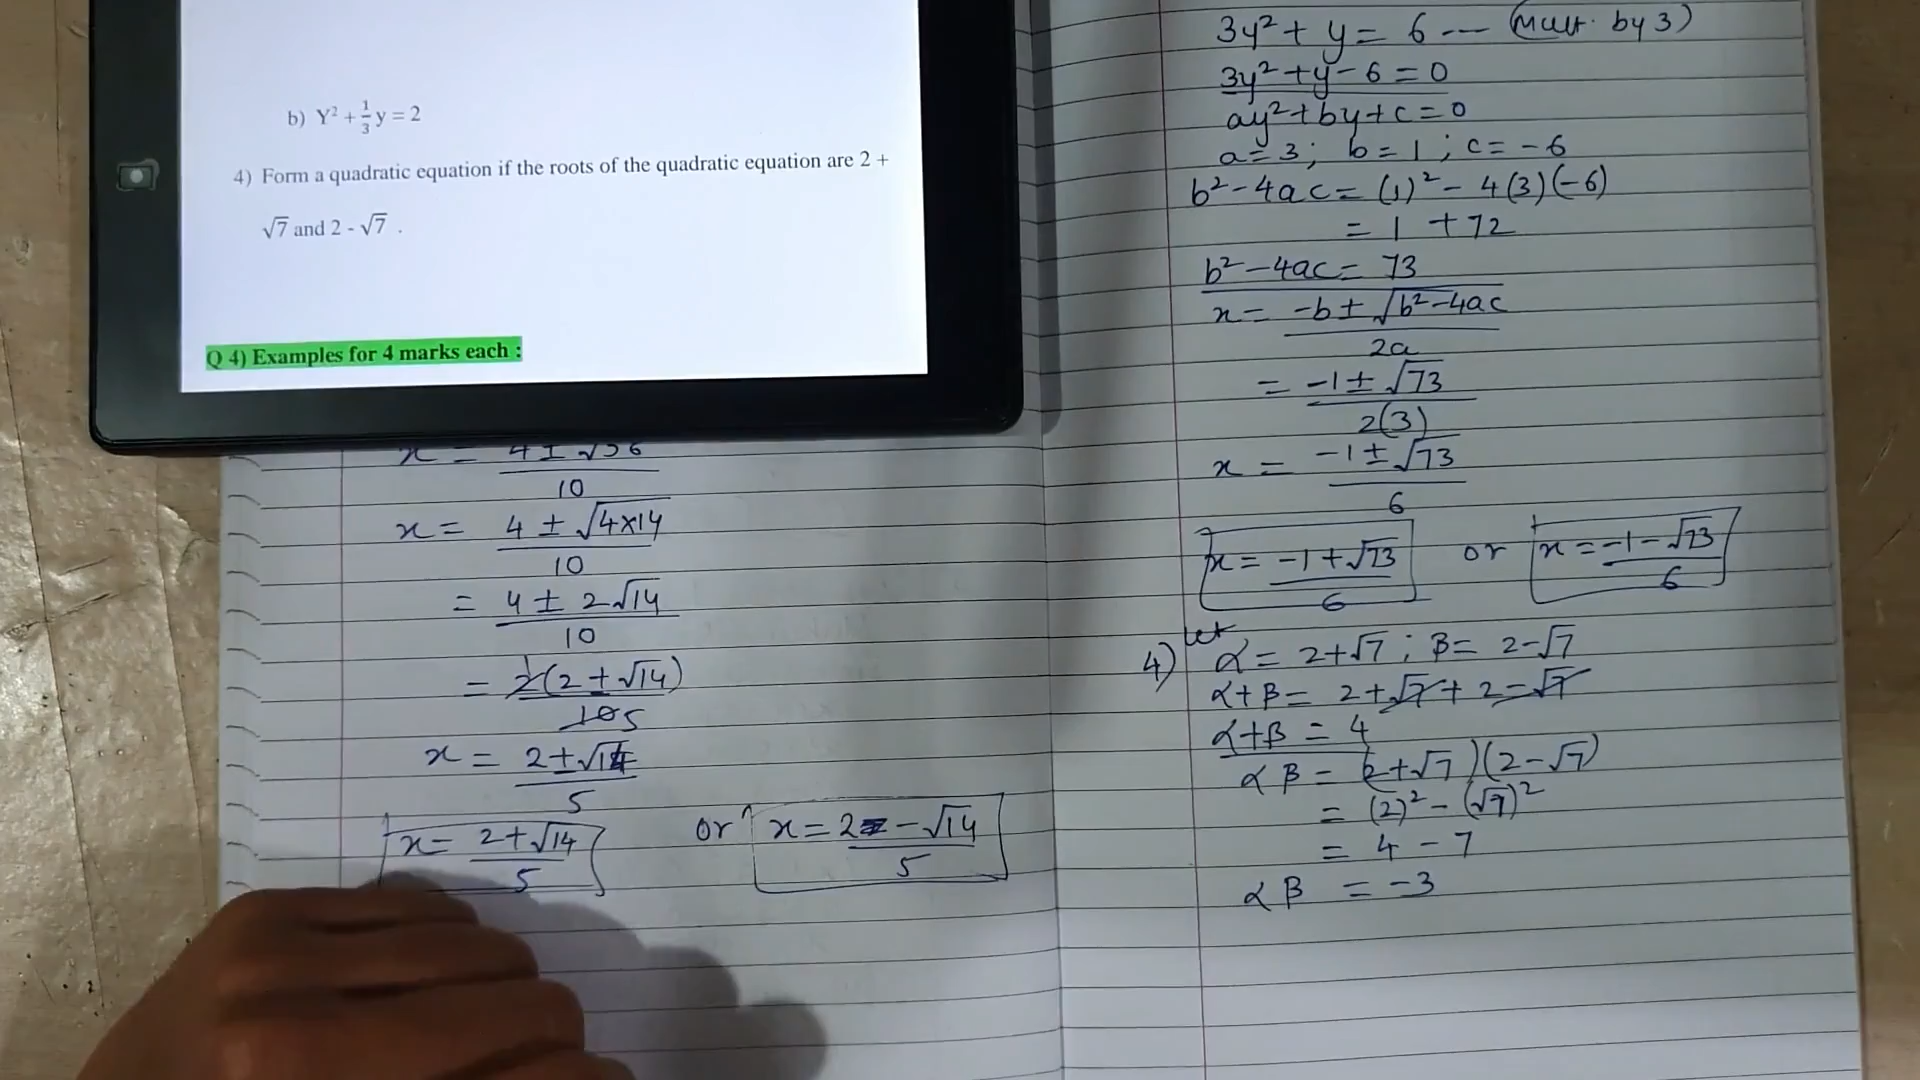 b) Y² + 1/3 y = 2
4) Form a quadratic equation if the roots of the quadratic equation are 2 +
√7 and 2 - √7 .
Q 4) Examples for 4 marks each :
x = 4 ± √56
10
x = 4 ± √4×14
10
= 4 ± 2√14
10
= 2(2 ± √14)
10 5
x = 2 ± √14
5
x = 2 + √14 or x = 2 - √14
5 5
3y² + y = 6 --- (Mult. by 3)
3y² + y - 6 = 0
ay² + by + c = 0
a = 3; b = 1; c = -6
b² - 4ac = (1)² - 4(3)(-6)
= 1 + 72
b² - 4ac = 73
x = -b ± √b² - 4ac
2a
= -1 ± √73
2(3)
x = -1 ± √73
6
x = -1 + √73 or x = -1 - √73
6 6
4) let α = 2 + √7 ; β = 2 - √7
α + β = 2 + √7 + 2 - √7
α + β = 4
α β = (2 + √7)(2 - √7)
= (2)² - (√7)²
= 4 - 7
α β = -3